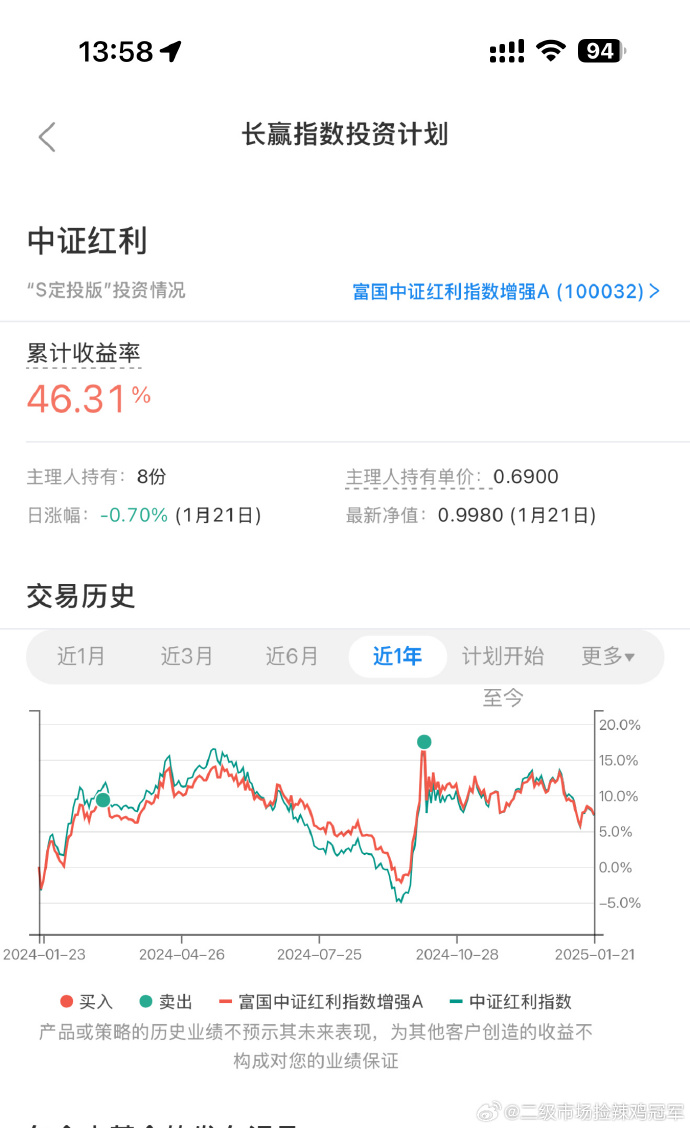 13:58
94
长赢指数投资计划
中证红利
“S定投版”投资情况
富国中证红利指数增强A (100032)
累计收益率
46.31%
主理人持有：8份
主理人持有单价：0.6900
日涨幅：-0.70% (1月21日)
最新净值：0.9980 (1月21日)
交易历史
近1月 近3月 近6月 近1年 计划开始至今 更多▾
20.0%
15.0%
10.0%
5.0%
0.0%
-5.0%
2024-01-23 2024-04-26 2024-07-25 2024-10-28 2025-01-21
买入 卖出 富国中证红利指数增强A 中证红利指数
产品或策略的历史业绩不预示其未来表现，为其他客户创造的收益不
构成对您的业绩保证
@二级市场捡辣鸡冠军